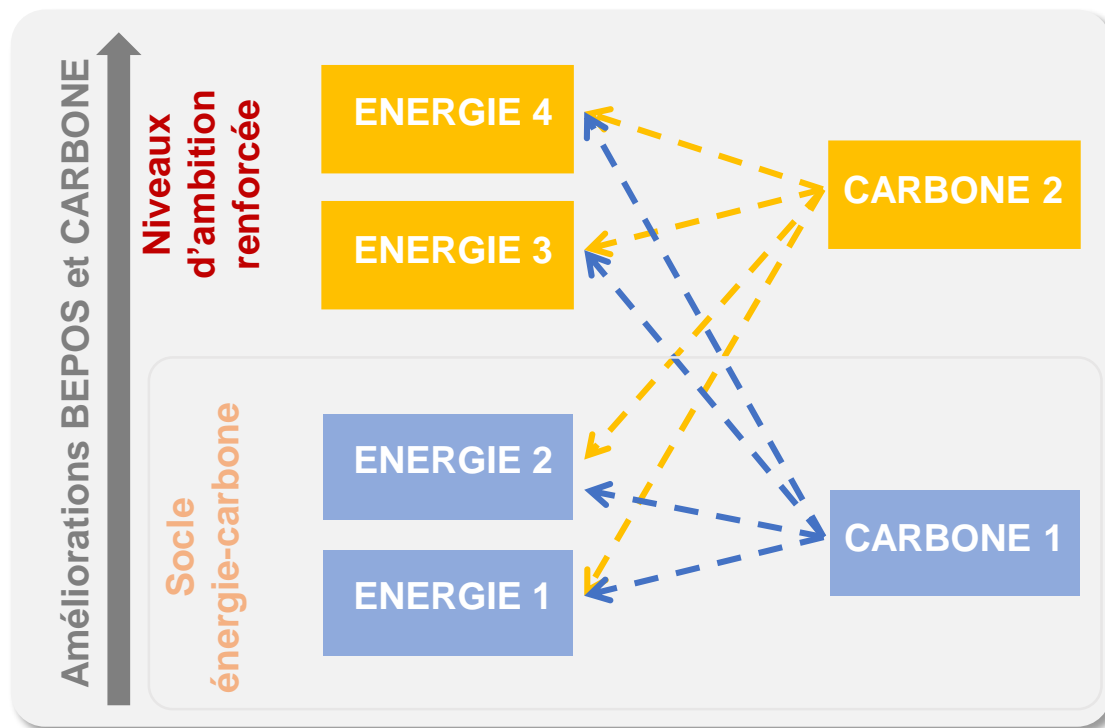 Améliorations BEPOS et CARBONE
Niveaux
d’ambition
renforcée
ENERGIE 4
CARBONE 2
ENERGIE 3
Socle
énergie-carbone
ENERGIE 2
CARBONE 1
ENERGIE 1